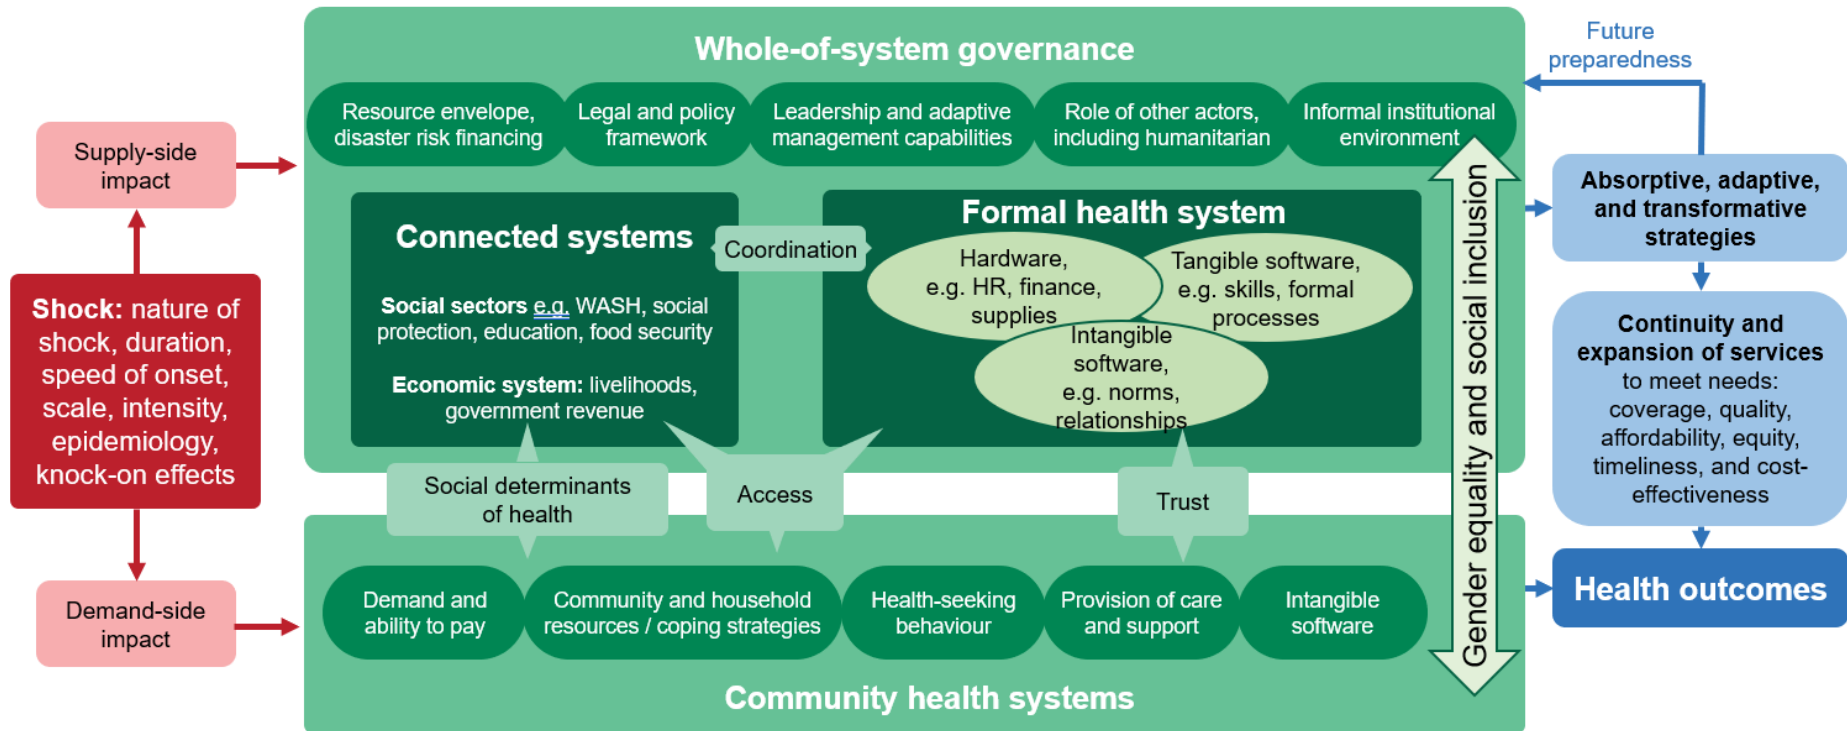 Whole-of-system governance
Future
preparedness
Resource envelope,
disaster risk financing
Legal and policy
framework
Leadership and adaptive
management capabilities
Role of other actors,
including humanitarian
Informal institutional
environment
Supply-side
impact
Shock: nature of
shock, duration,
speed of onset,
scale, intensity,
epidemiology,
knock-on effects
Demand-side
impact
Connected systems
Social sectors e.g. WASH, social
protection, education, food security
Economic system: livelihoods,
government revenue
Coordination
Formal health system
Hardware,
e.g. HR, finance,
supplies
Tangible software,
e.g. skills, formal
processes
Intangible
software,
e.g. norms,
relationships
Social determinants
of health
Access
Trust
Gender equality and social inclusion
Demand and
ability to pay
Community and household
resources / coping strategies
Health-seeking
behaviour
Provision of care
and support
Intangible
software
Community health systems
Absorptive, adaptive,
and transformative
strategies
Continuity and
expansion of services
to meet needs:
coverage, quality,
affordability, equity,
timeliness, and cost-
effectiveness
Health outcomes